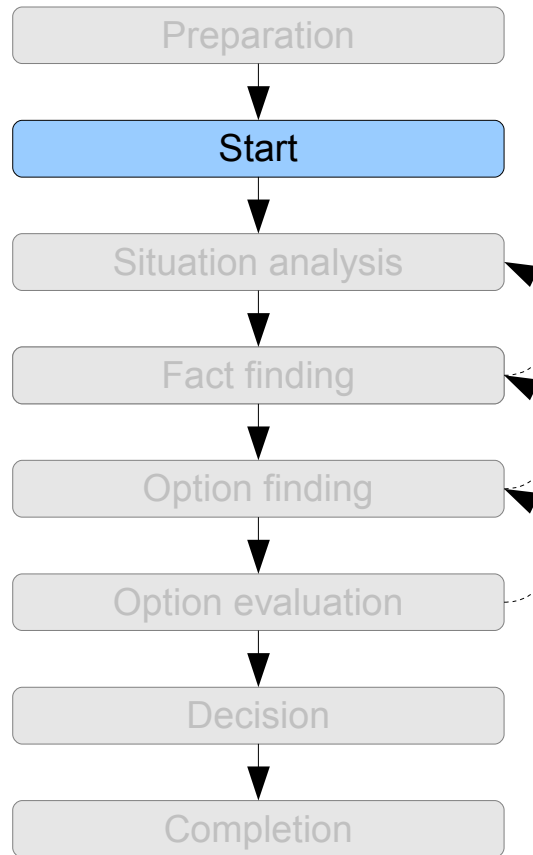 Preparation
Start
Situation analysis
Fact finding
Option finding
Option evaluation
Decision
Completion